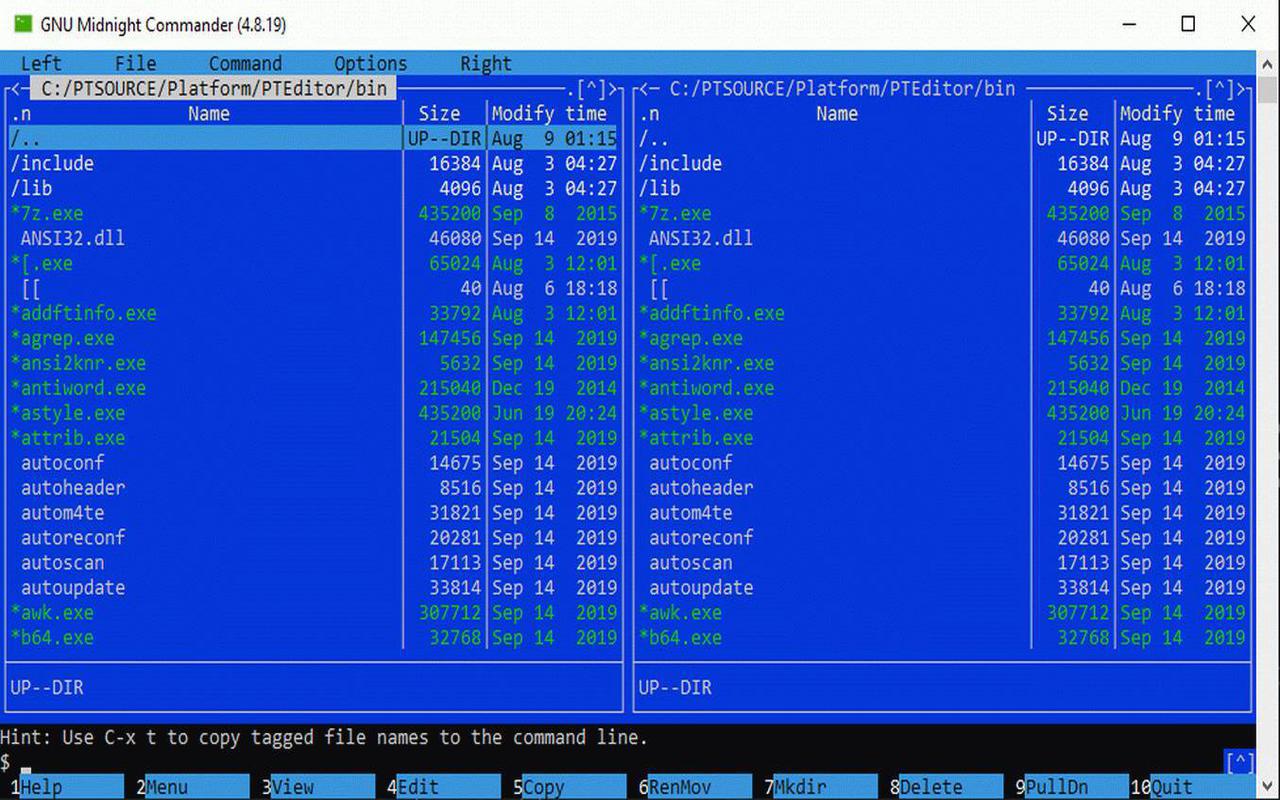 GNU Midnight Commander (4.8.19)
Left File Command Options Right
<- C:/PTSOURCE/Platform/PTEditor/bin .[^]> <- C:/PTSOURCE/Platform/PTEditor/bin .[^]>
.n Name Size Modify time .n Name Size Modify time
/.. UP--DIR Aug 9 01:15 /.. UP--DIR Aug 9 01:15
/include 16384 Aug 3 04:27 /include 16384 Aug 3 04:27
/lib 4096 Aug 3 04:27 /lib 4096 Aug 3 04:27
*7z.exe 435200 Sep 8 2015 *7z.exe 435200 Sep 8 2015
ANSI32.dll 46080 Sep 14 2019 ANSI32.dll 46080 Sep 14 2019
*[.exe 65024 Aug 3 12:01 *[.exe 65024 Aug 3 12:01
[[ 40 Aug 6 18:18 [[ 40 Aug 6 18:18
*addftinfo.exe 33792 Aug 3 12:01 *addftinfo.exe 33792 Aug 3 12:01
*agrep.exe 147456 Sep 14 2019 *agrep.exe 147456 Sep 14 2019
*ansi2knr.exe 5632 Sep 14 2019 *ansi2knr.exe 5632 Sep 14 2019
*antiword.exe 215040 Dec 19 2014 *antiword.exe 215040 Dec 19 2014
*astyle.exe 435200 Jun 19 20:24 *astyle.exe 435200 Jun 19 20:24
*attrib.exe 21504 Sep 14 2019 *attrib.exe 21504 Sep 14 2019
autoconf 14675 Sep 14 2019 autoconf 14675 Sep 14 2019
autoheader 8516 Sep 14 2019 autoheader 8516 Sep 14 2019
autom4te 31821 Sep 14 2019 autom4te 31821 Sep 14 2019
autoreconf 20281 Sep 14 2019 autoreconf 20281 Sep 14 2019
autoscan 17113 Sep 14 2019 autoscan 17113 Sep 14 2019
autoupdate 33814 Sep 14 2019 autoupdate 33814 Sep 14 2019
*awk.exe 307712 Sep 14 2019 *awk.exe 307712 Sep 14 2019
*b64.exe 32768 Sep 14 2019 *b64.exe 32768 Sep 14 2019
UP--DIR UP--DIR
Hint: Use C-x t to copy tagged file names to the command line.
$ [^]
1Help 2Menu 3View 4Edit 5Copy 6RenMov 7Mkdir 8Delete 9PullDn 10Quit